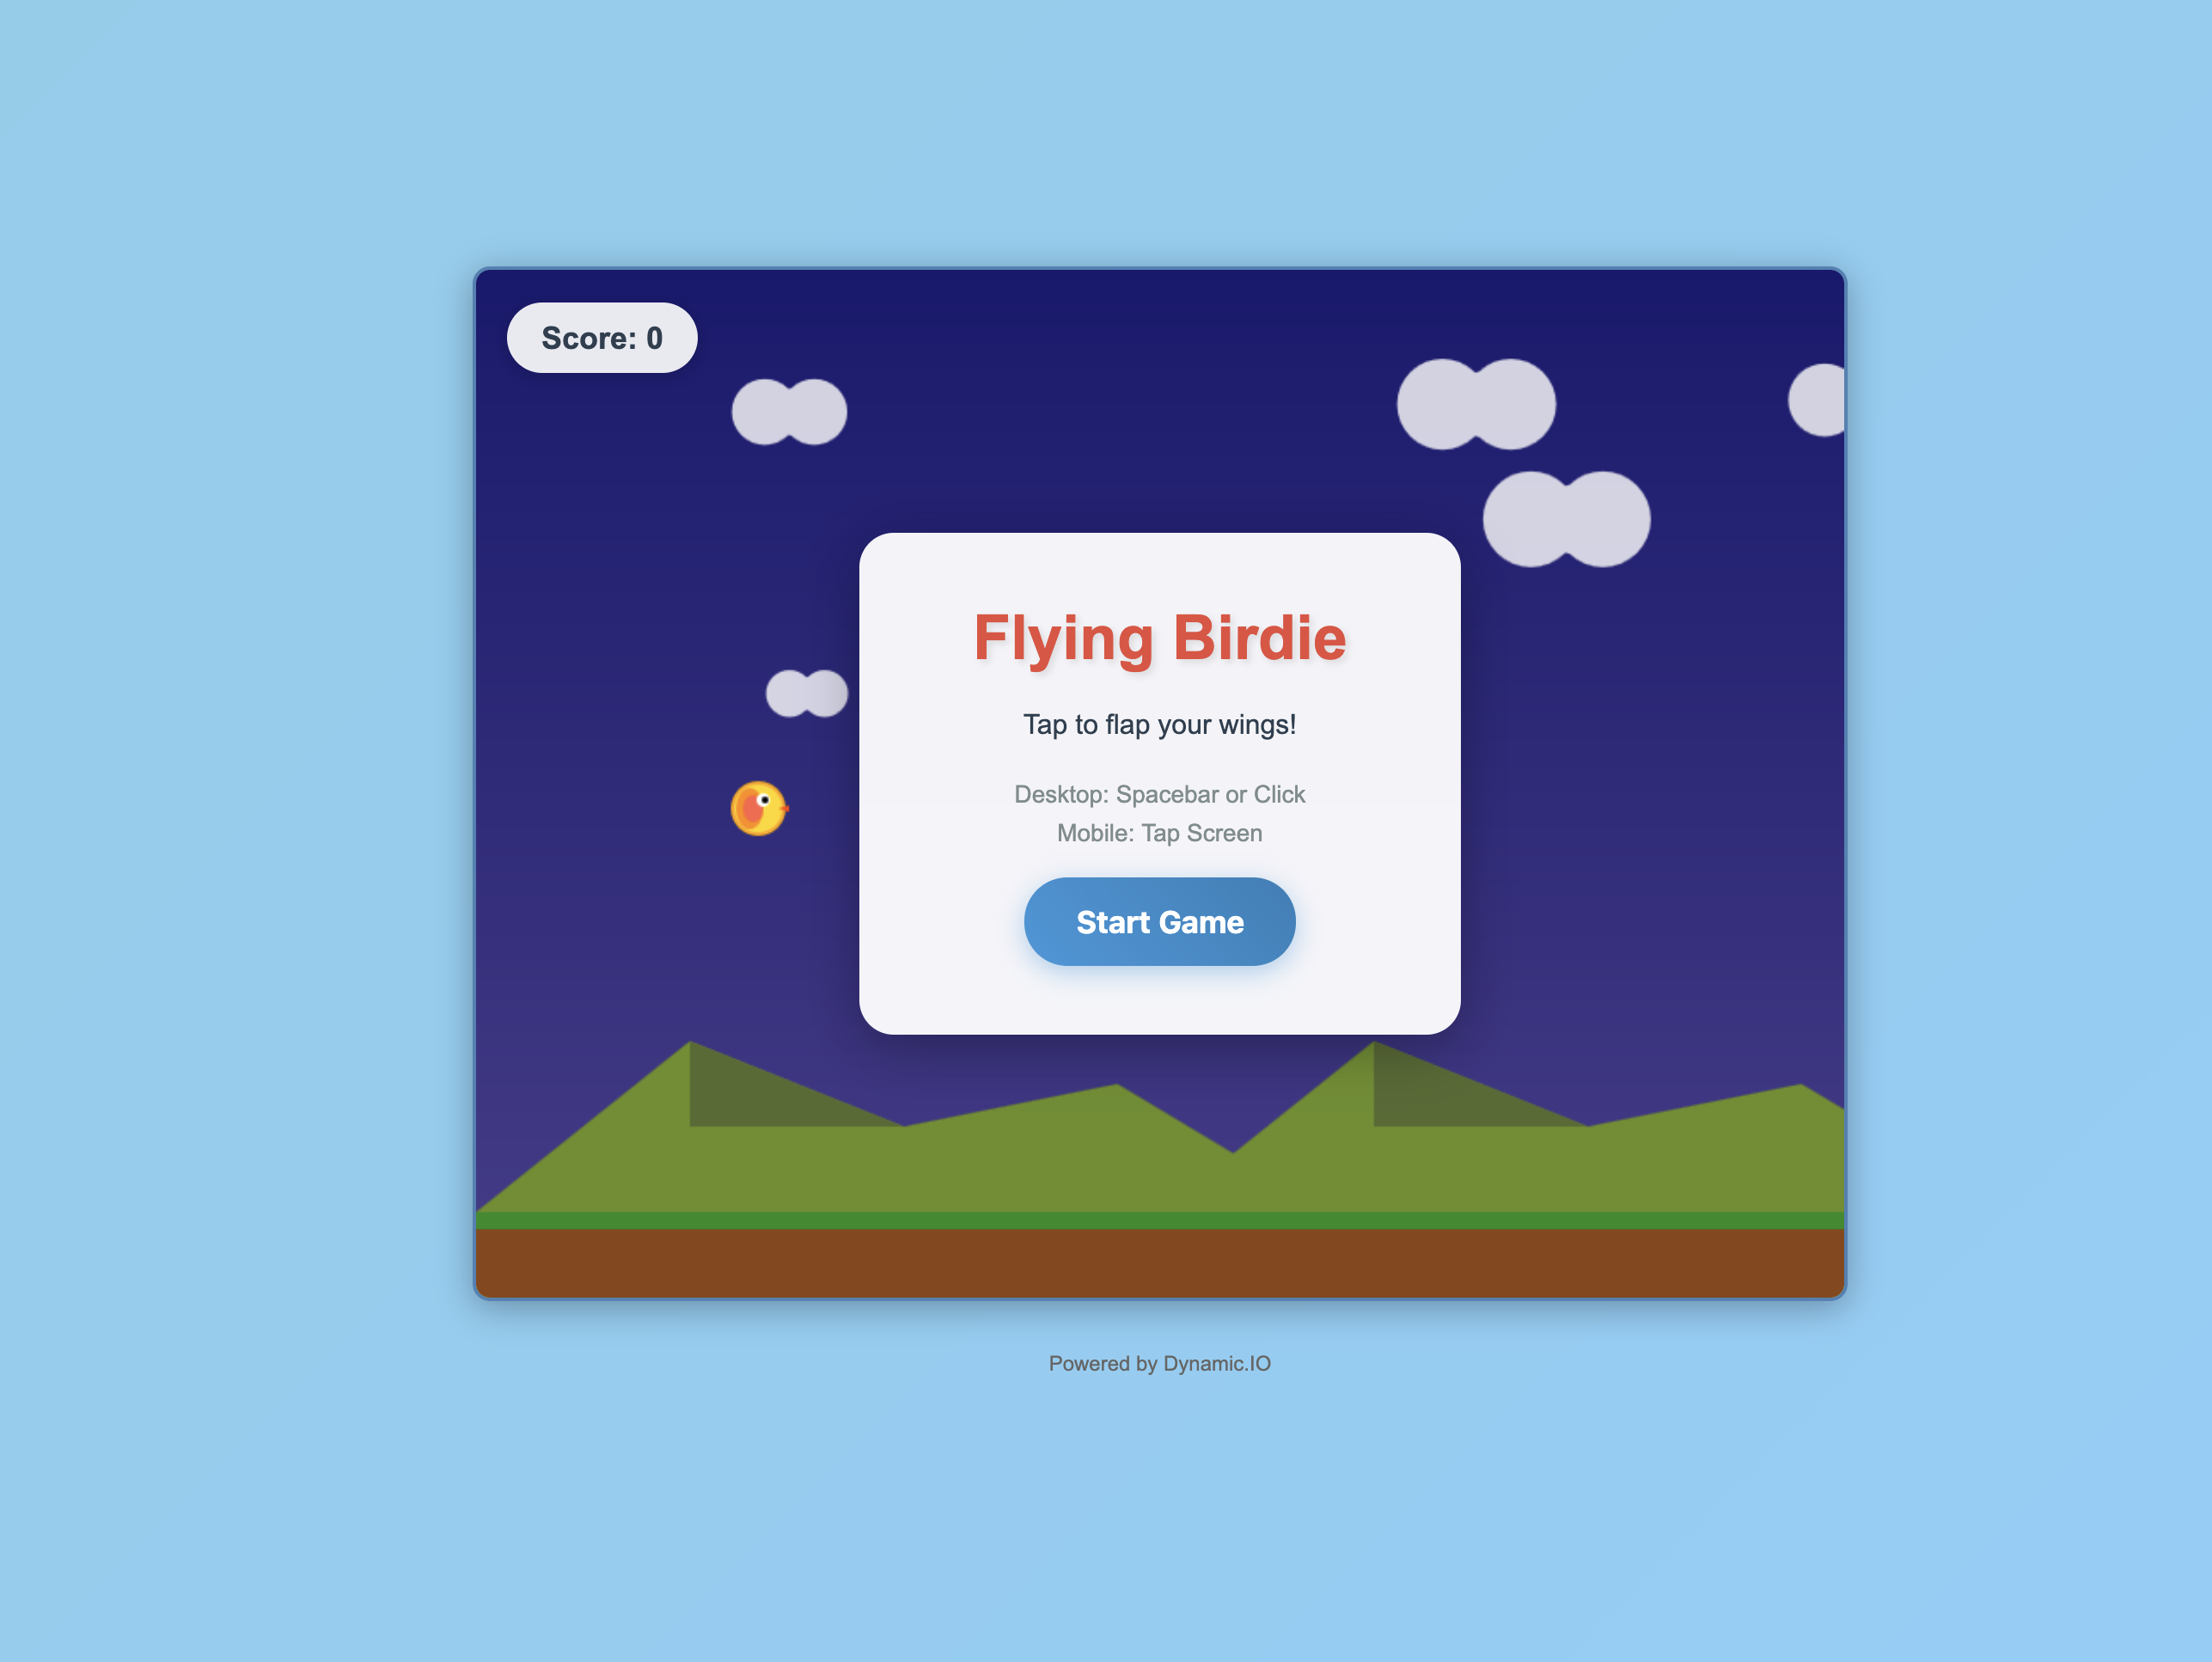 Score: 0
Flying Birdie
Tap to flap your wings!
Desktop: Spacebar or Click
Mobile: Tap Screen
Start Game
Powered by Dynamic.IO